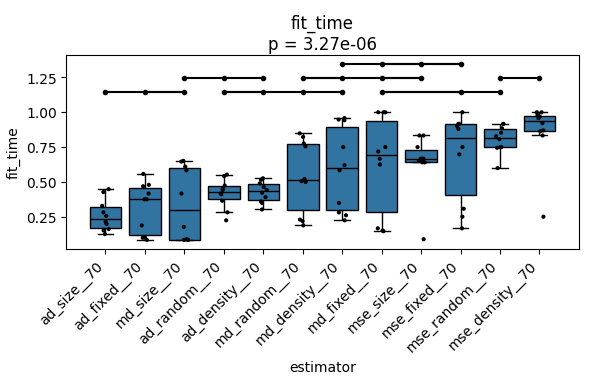 fit_time
p = 3.27e-06
1.25
1.00
0.75
0.50
0.25
fit_time
ad_size__70
ad_fixed__70
md_size__70
ad_random__70
ad_density__70
md_random__70
md_density__70
md_fixed__70
mse_size__70
mse_fixed__70
mse_random__70
mse_density__70
estimator